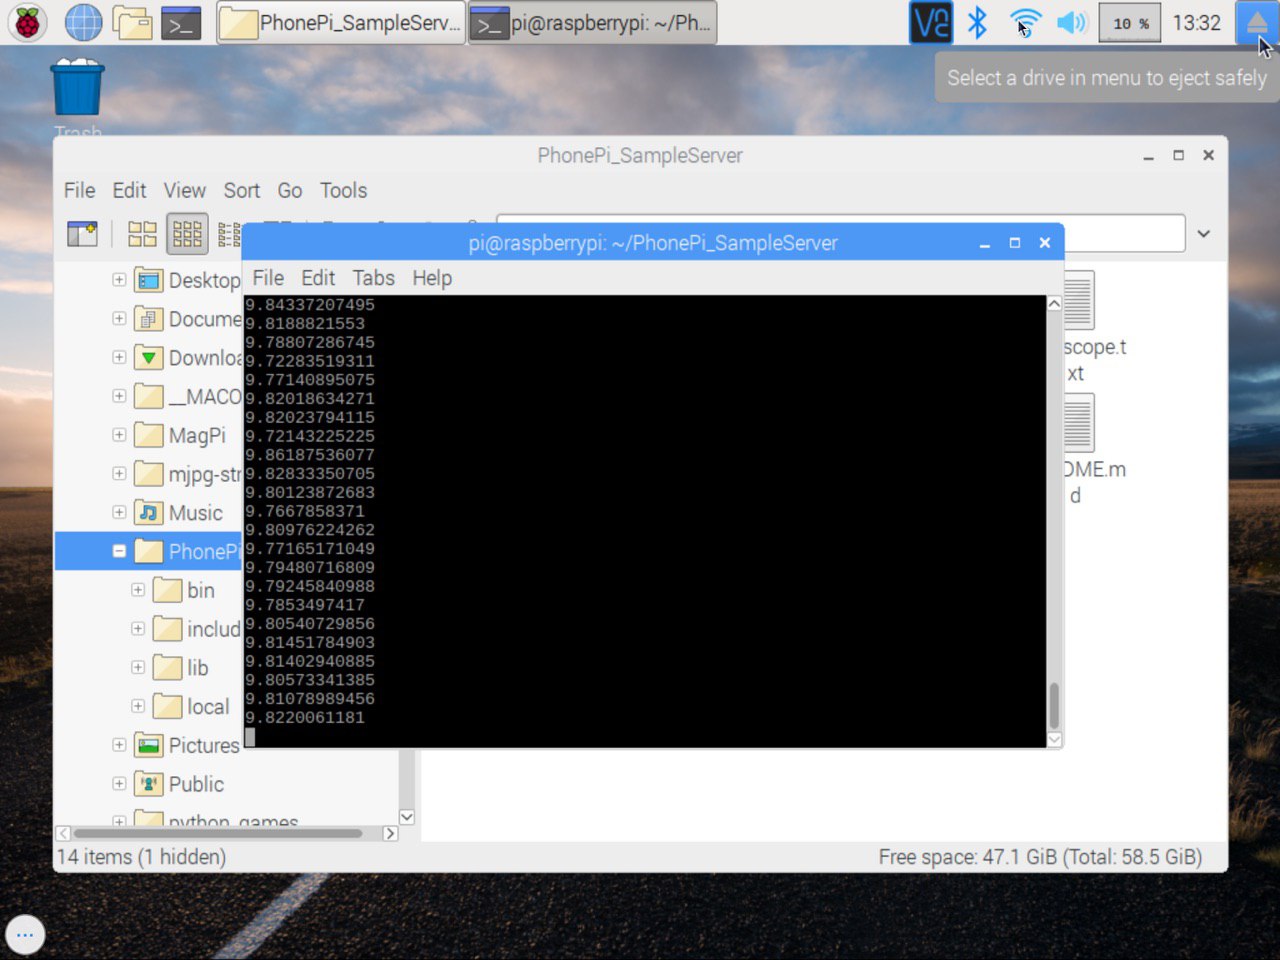 PhonePi_SampleServ...
pi@raspberrypi: ~/Ph...
10 %
13:32
Select a drive in menu to eject safely
Trash
PhonePi_SampleServer
File Edit View Sort Go Tools
pi@raspberrypi: ~/PhonePi_SampleServer
File Edit Tabs Help
9.84337207495
9.8188821553
9.78807286745
9.72283519311
9.77140895075
9.82018634271
9.82023794115
9.72143225225
9.86187536077
9.82833350705
9.80123872683
9.7667858371
9.80976224262
9.77165171049
9.79480716809
9.79245840988
9.7853497417
9.80540729856
9.81451784903
9.81402940885
9.80573341385
9.81078989456
9.8220061181
Desktop
Docume
Downloa
__MACO
MagPi
mjpg-str
Music
PhonePi
bin
includ
lib
local
Pictures
Public
python_games
scope.t
xt
DME.m
d
14 items (1 hidden)
Free space: 47.1 GiB (Total: 58.5 GiB)